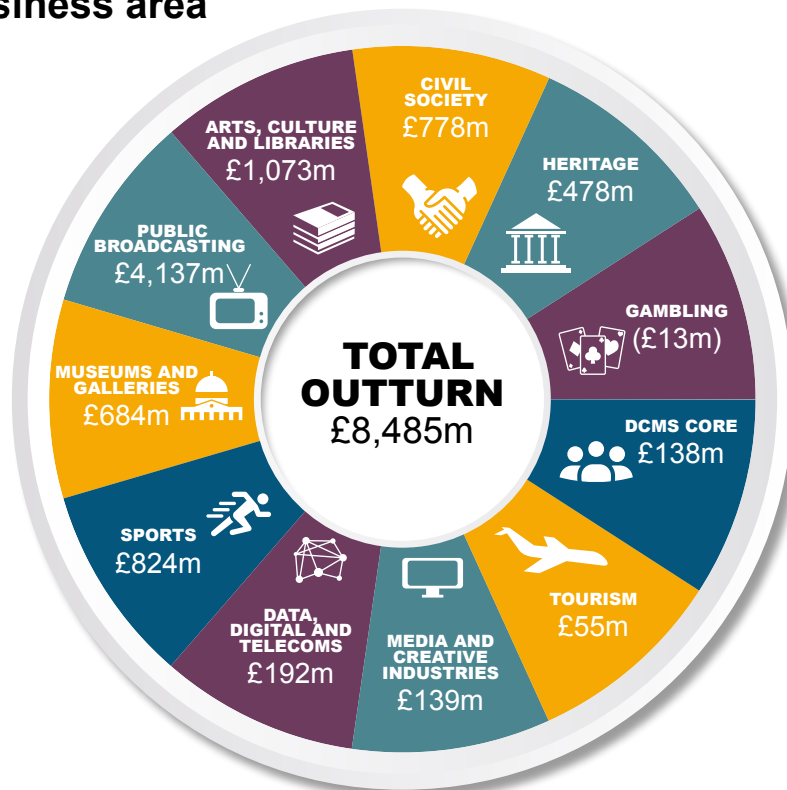 siness area
CIVIL
SOCIETY
£778m
HERITAGE
£478m
GAMBLING
(£13m)
DCMS CORE
£138m
TOURISM
£55m
MEDIA AND
CREATIVE
INDUSTRIES
£139m
DATA,
DIGITAL AND
TELECOMS
£192m
SPORTS
£824m
MUSEUMS AND
GALLERIES
£684m
PUBLIC
BROADCASTING
£4,137m
ARTS, CULTURE
AND LIBRARIES
£1,073m
TOTAL
OUTTURN
£8,485m